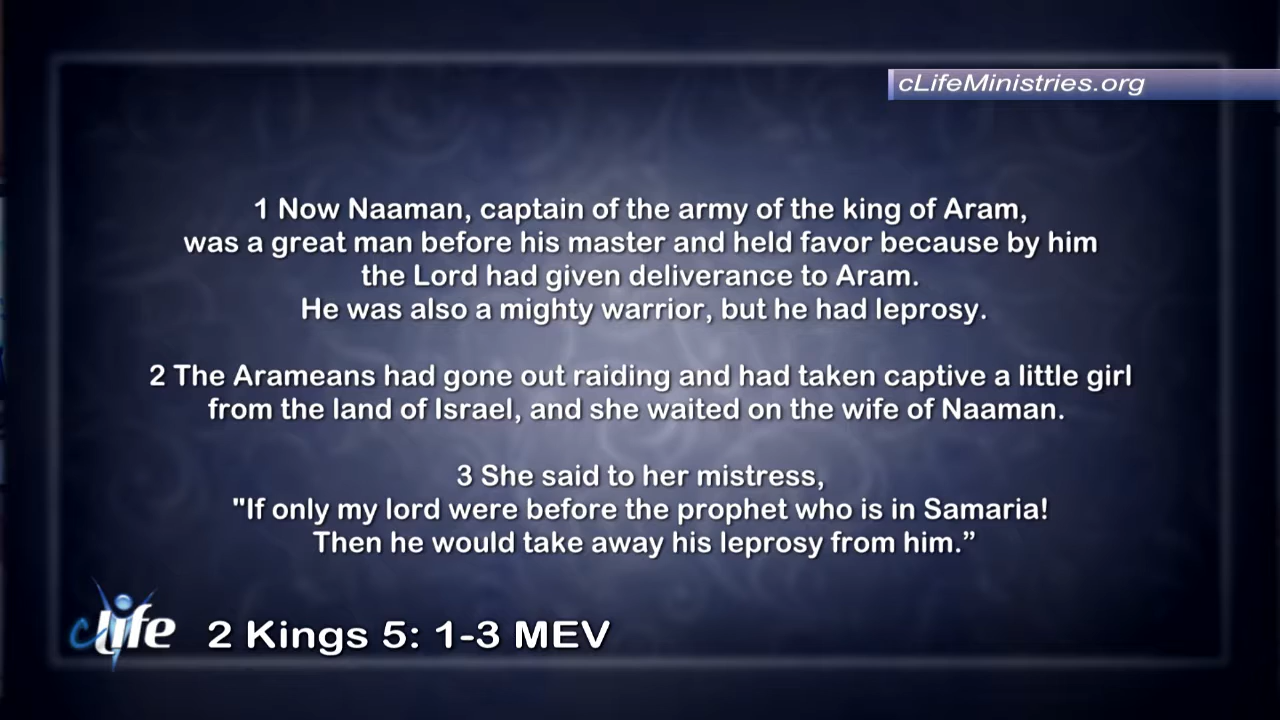 cLifeMinistries.org
1 Now Naaman, captain of the army of the king of Aram,
was a great man before his master and held favor because by him
the Lord had given deliverance to Aram.
He was also a mighty warrior, but he had leprosy.
2 The Arameans had gone out raiding and had taken captive a little girl
from the land of Israel, and she waited on the wife of Naaman.
3 She said to her mistress,
"If only my lord were before the prophet who is in Samaria!
Then he would take away his leprosy from him.”
cLife
2 Kings 5: 1-3 MEV